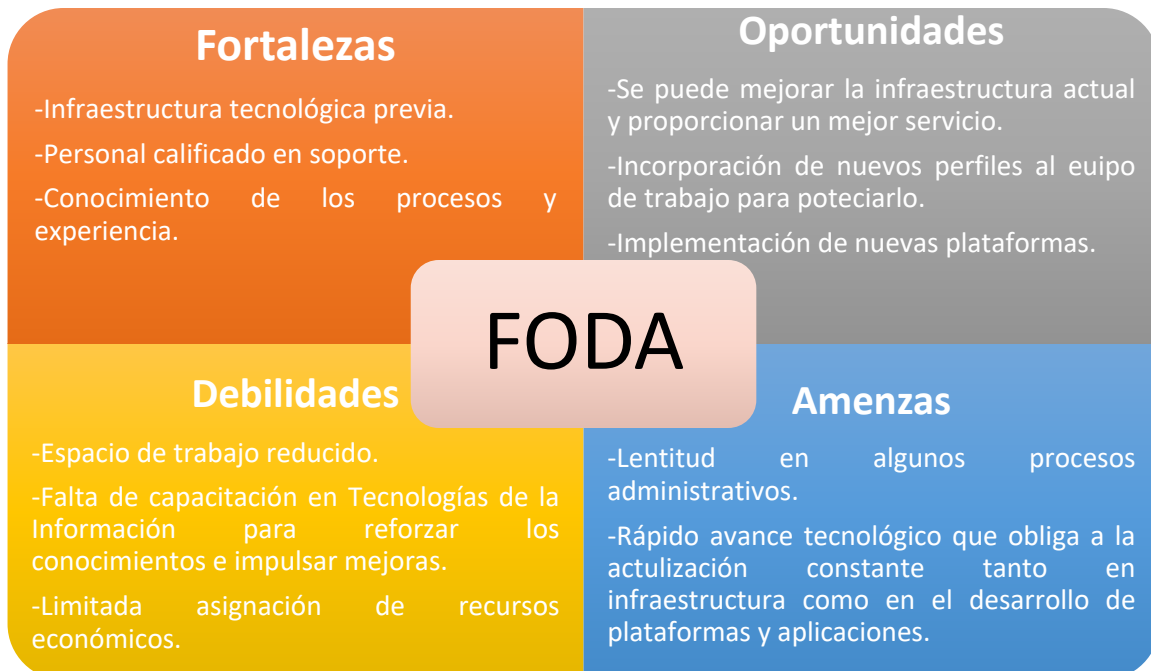 Fortalezas
-Infraestructura tecnológica previa.
-Personal calificado en soporte.
-Conocimiento de los procesos y
experiencia.
Oportunidades
-Se puede mejorar la infraestructura actual
y proporcionar un mejor servicio.
-Incorporación de nuevos perfiles al euipo
de trabajo para poteciarlo.
-Implementación de nuevas plataformas.
FODA
Debilidades
-Espacio de trabajo reducido.
-Falta de capacitación en Tecnologías de la
Información para reforzar los
conocimientos e impulsar mejoras.
-Limitada asignación de recursos
económicos.
Amenzas
-Lentitud en algunos procesos
administrativos.
-Rápido avance tecnológico que obliga a la
actulización constante tanto en
infraestructura como en el desarrollo de
plataformas y aplicaciones.